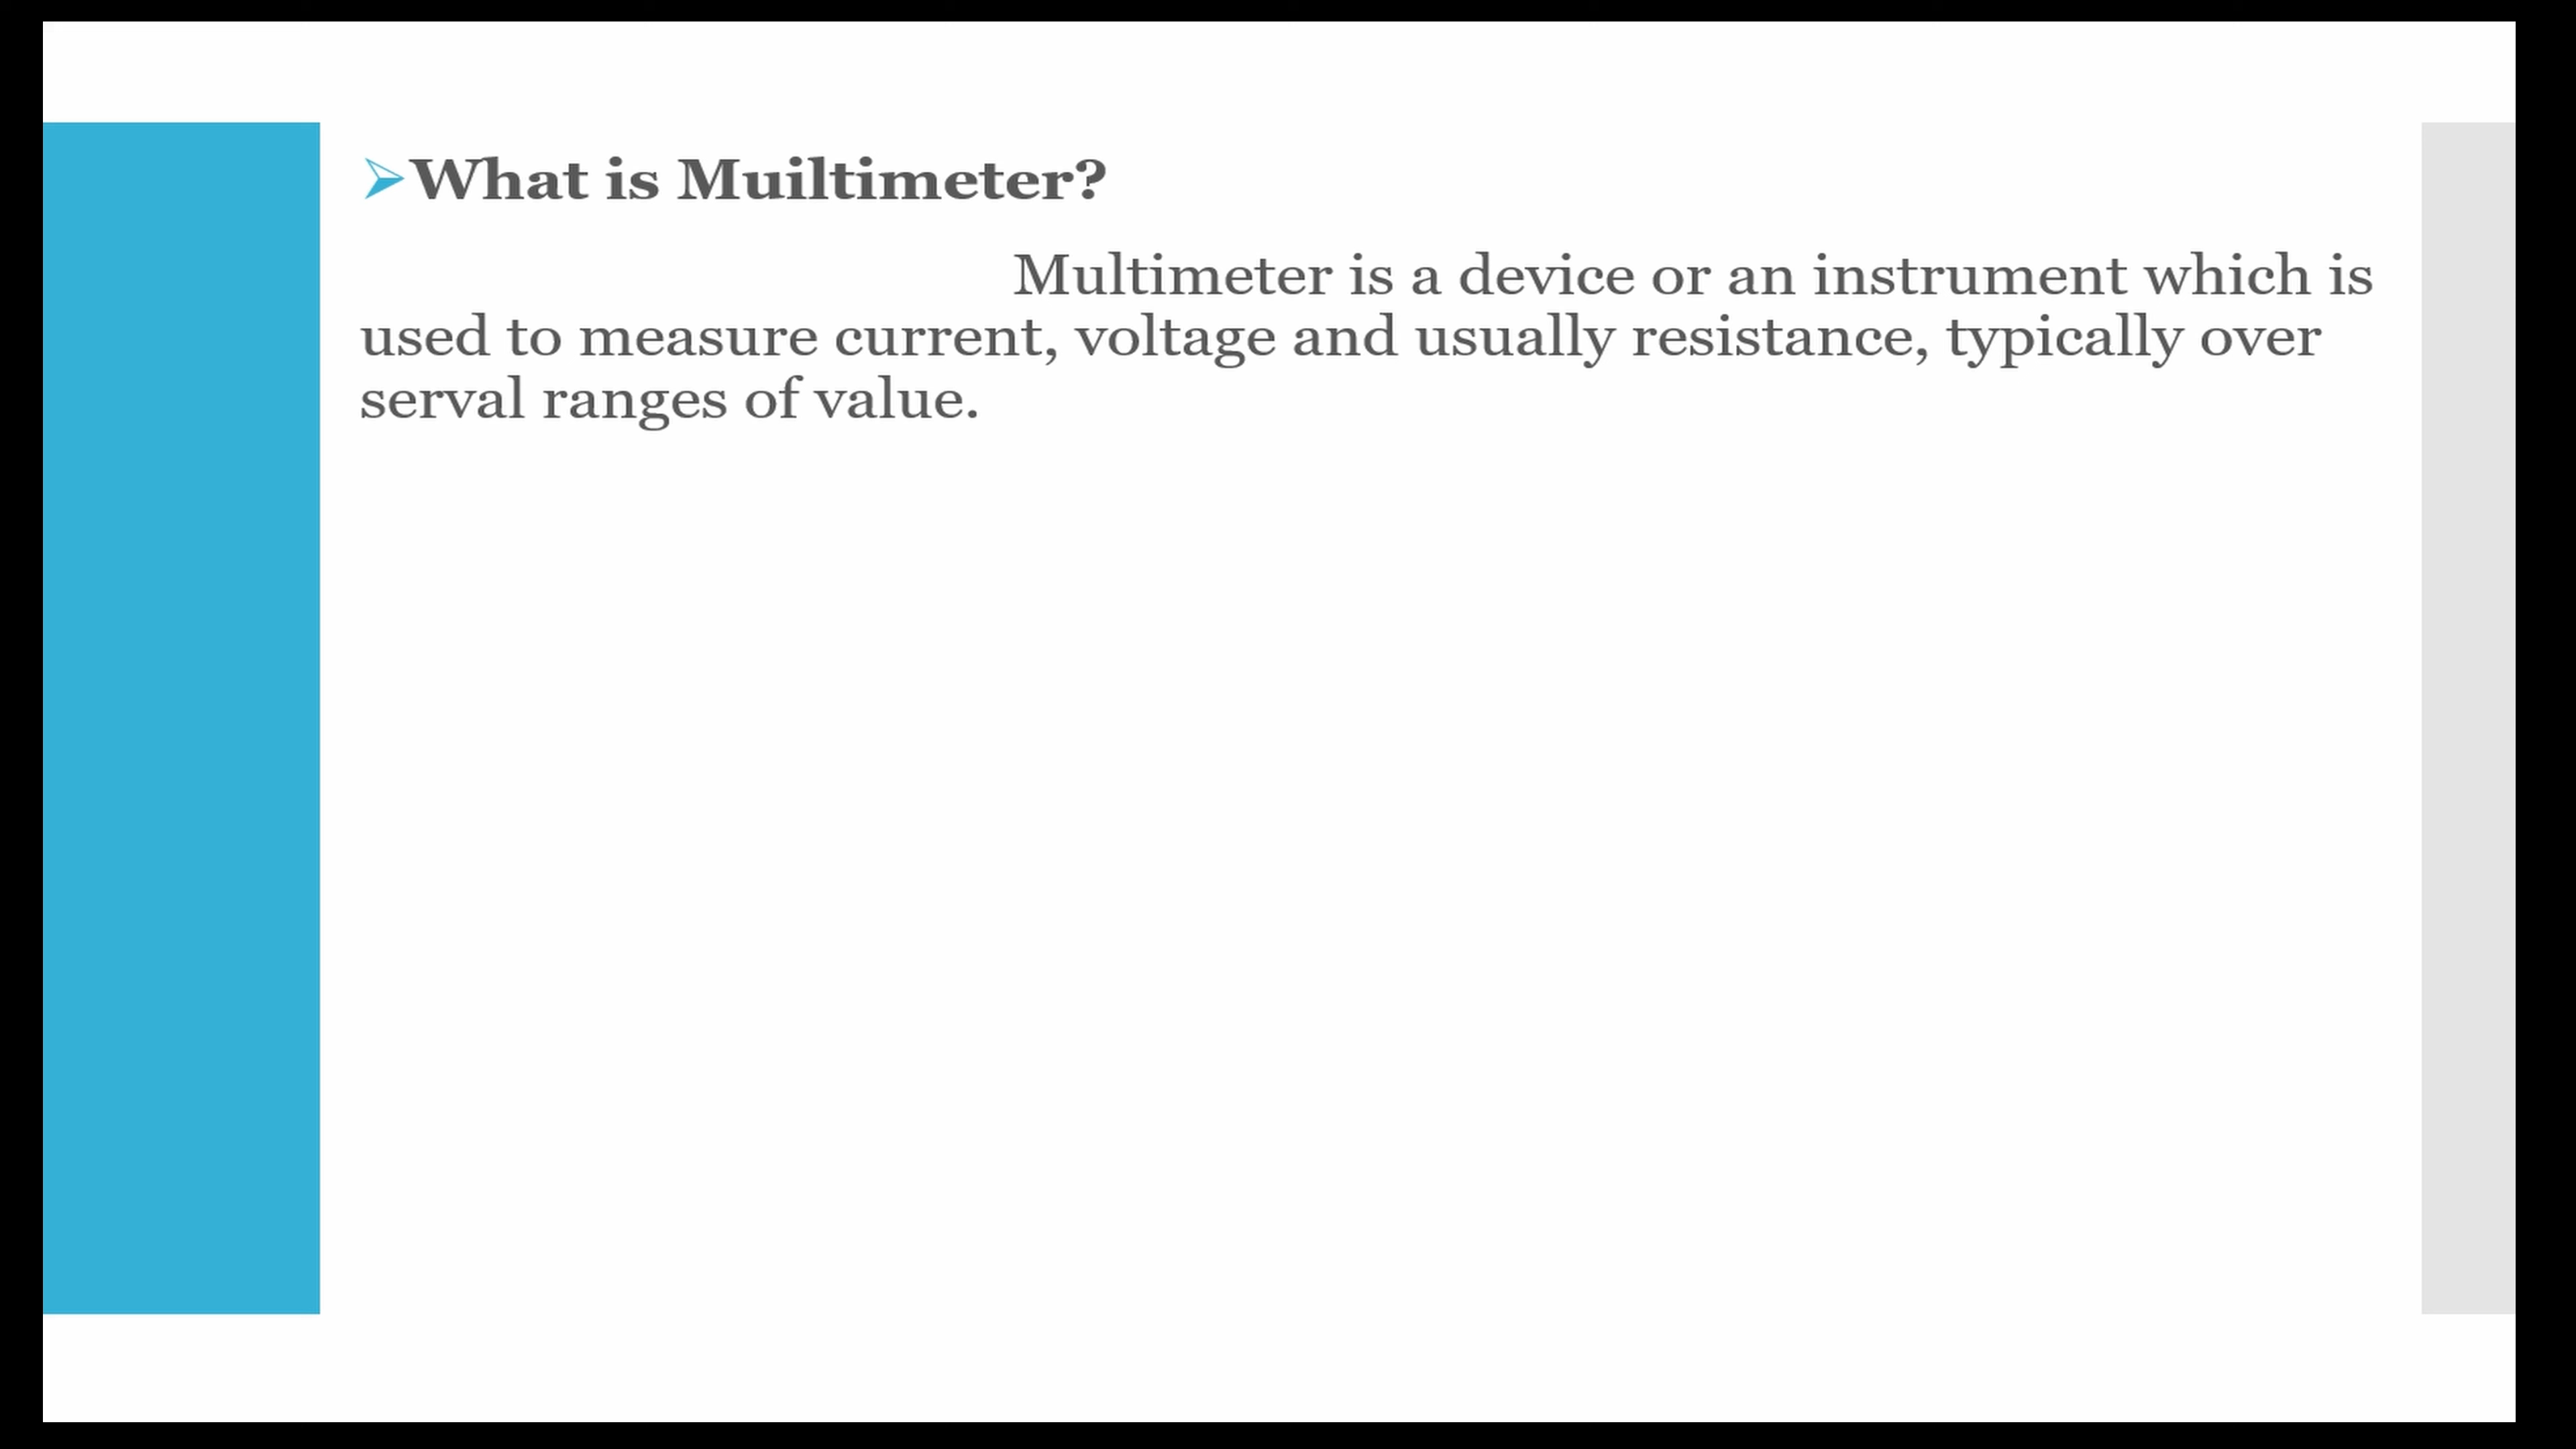 What is Muiltimeter?
Multimeter is a device or an instrument which is
used to measure current, voltage and usually resistance, typically over
serval ranges of value.